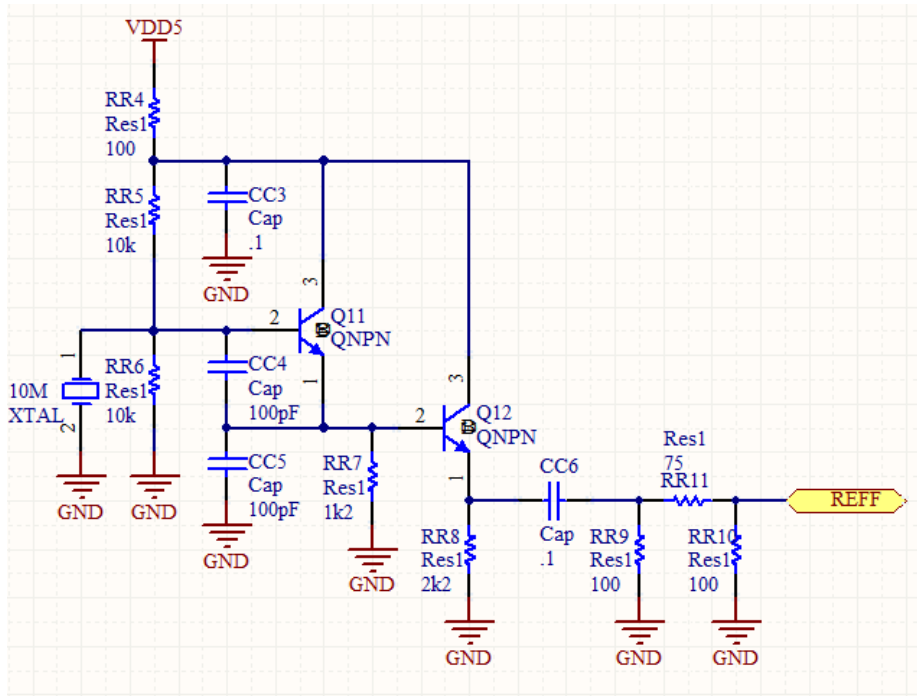 VDD5
RR4
Res1
100
RR5
Res1
10k
CC3
Cap
.1
GND
3
2
Q11
QNPN
1
1
10M
XTAL
2
RR6
Res1
10k
CC4
Cap
100pF
3
2
Q12
QNPN
1
CC5
Cap
100pF
RR7
Res1
1k2
GND
GND
GND
GND
RR8
Res1
2k2
GND
CC6
Cap
.1
Res1
75
RR11
REFF
RR9
Res1
100
GND
RR10
Res1
100
GND